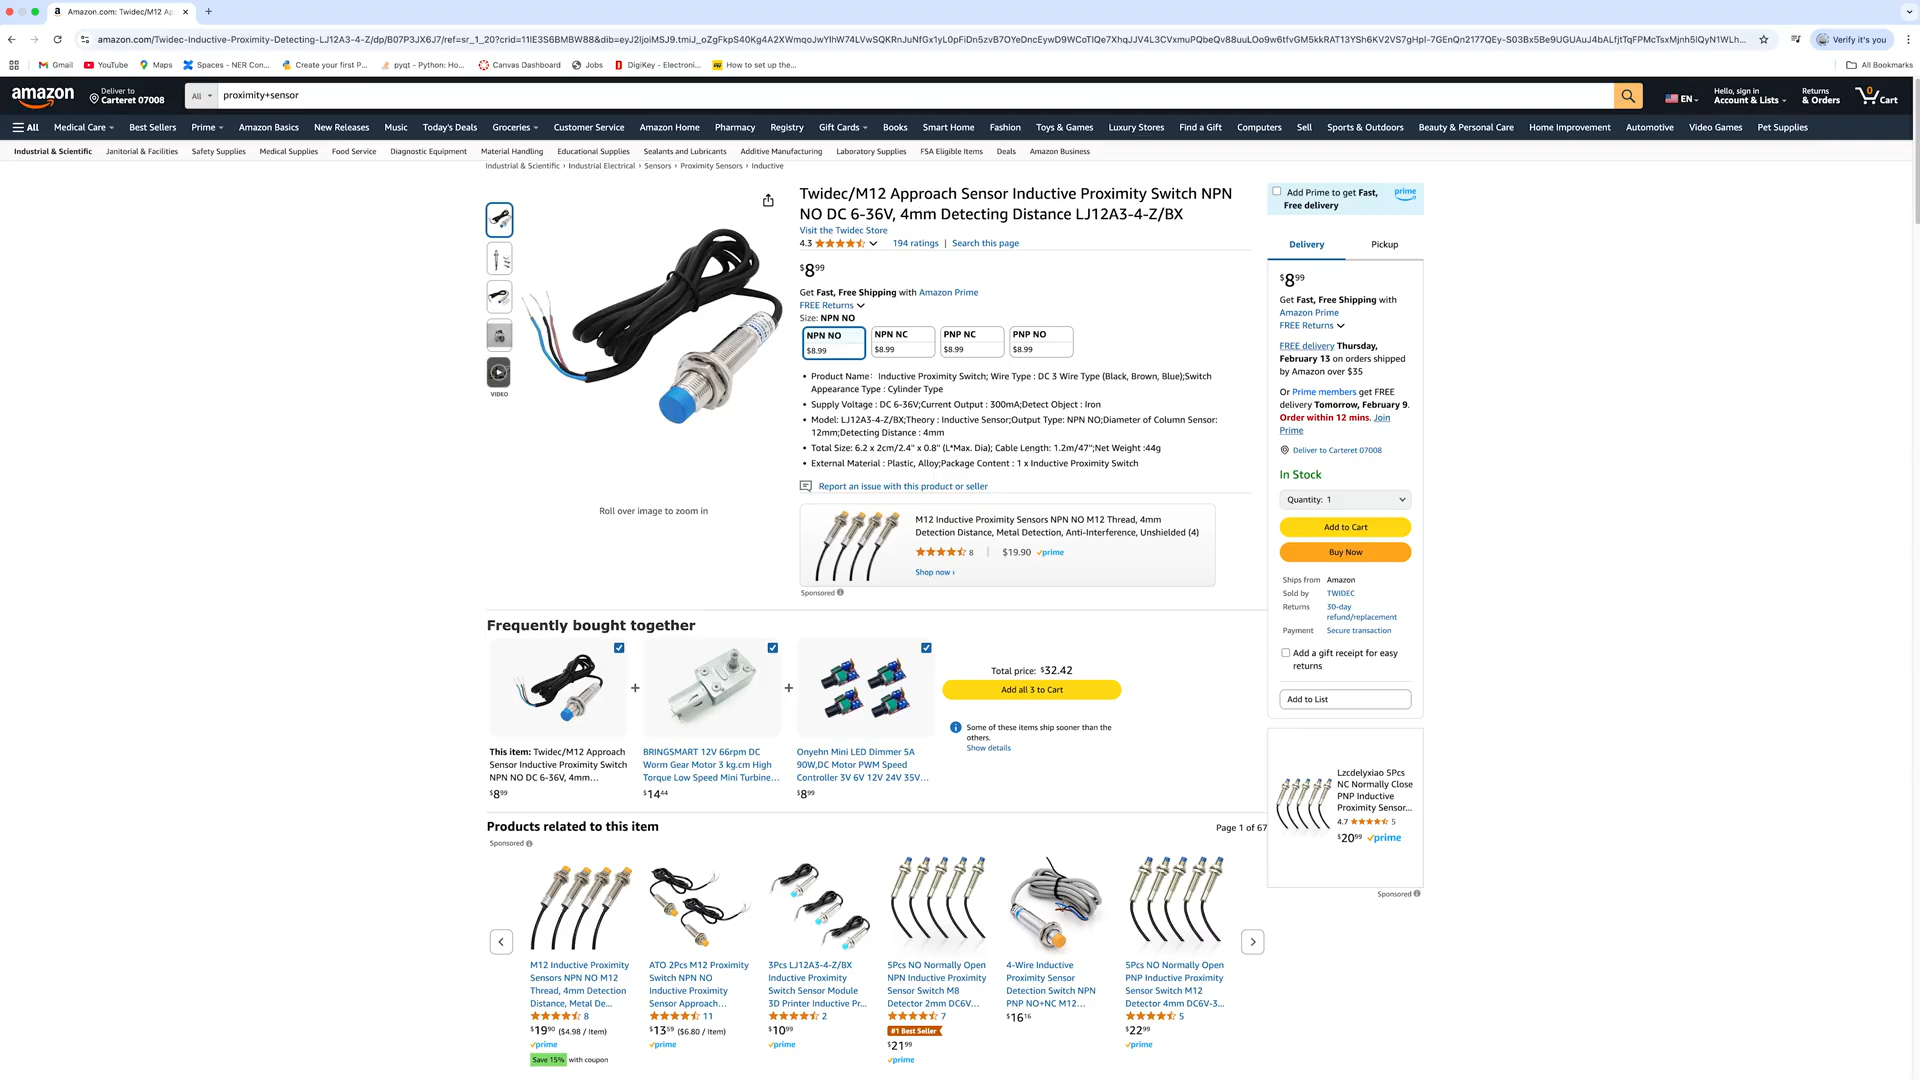 Amazon.com: Twidec/M12 Ap
amazon.com/Twidec-Inductive-Proximity-Detecting-LJ12A3-4-Z/dp/B07P3JX6J7/ref=sr_1_20?crid=11IE3S6BMBW88&dib=
Verify it's you
Gmail
YouTube
Maps
Spaces - NER Con...
Create your first P...
pyqt - Python: Ho...
Canvas Dashboard
Jobs
DigiKey - Electroni...
How to set up the...
All Bookmarks
amazon
Deliver to
Carteret 07008
All
proximity+sensor
EN
Hello, sign in
Account & Lists
Returns
& Orders
0
Cart
All
Medical Care
Best Sellers
Prime
Amazon Basics
New Releases
Music
Today's Deals
Groceries
Customer Service
Amazon Home
Pharmacy
Registry
Gift Cards
Books
Smart Home
Fashion
Toys & Games
Luxury Stores
Find a Gift
Computers
Sell
Sports & Outdoors
Beauty & Personal Care
Home Improvement
Automotive
Video Games
Pet Supplies
Industrial & Scientific
Janitorial & Facilities
Safety Supplies
Medical Supplies
Food Service
Diagnostic Equipment
Material Handling
Educational Supplies
Sealants and Lubricants
Additive Manufacturing
Laboratory Supplies
FSA Eligible Items
Deals
Amazon Business
Industrial & Scientific › Industrial Electrical › Sensors › Proximity Sensors › Inductive
VIDEO
Roll over image to zoom in
Twidec/M12 Approach Sensor Inductive Proximity Switch NPN
NO DC 6-36V, 4mm Detecting Distance LJ12A3-4-Z/BX
Visit the Twidec Store
4.3
194 ratings | Search this page
$8.99
Get Fast, Free Shipping with Amazon Prime
FREE Returns
Size: NPN NO
NPN NO
$8.99
NPN NC
$8.99
PNP NC
$8.99
PNP NO
$8.99
• Product Name： Inductive Proximity Switch; Wire Type : DC 3 Wire Type (Black, Brown, Blue);Switch
Appearance Type : Cylinder Type
• Supply Voltage : DC 6-36V;Current Output : 300mA;Detect Object : Iron
• Model: LJ12A3-4-Z/BX;Theory : Inductive Sensor;Output Type: NPN NO;Diameter of Column Sensor:
12mm;Detecting Distance : 4mm
• Total Size: 6.2 x 2cm/2.4" x 0.8" (L*Max. Dia); Cable Length: 1.2m/47";Net Weight :44g
• External Material : Plastic, Alloy;Package Content : 1 x Inductive Proximity Switch
Report an issue with this product or seller
M12 Inductive Proximity Sensors NPN NO M12 Thread, 4mm
Detection Distance, Metal Detection, Anti-Interference, Unshielded (4)
8 | $19.90 prime
Shop now ›
Sponsored
Add Prime to get Fast,
Free delivery
prime
Delivery
Pickup
$8.99
Get Fast, Free Shipping with
Amazon Prime
FREE Returns
FREE delivery Thursday,
February 13 on orders shipped
by Amazon over $35
Or Prime members get FREE
delivery Tomorrow, February 9.
Order within 12 mins. Join
Prime
Deliver to Carteret 07008
In Stock
Quantity: 1
Add to Cart
Buy Now
Ships from Amazon
Sold by TWIDEC
Returns 30-day
refund/replacement
Payment Secure transaction
Add a gift receipt for easy
returns
Add to List
Frequently bought together
+
+
This item: Twidec/M12 Approach
Sensor Inductive Proximity Switch
NPN NO DC 6-36V, 4mm...
$8.99
BRINGSMART 12V 66rpm DC
Worm Gear Motor 3 kg.cm High
Torque Low Speed Mini Turbine...
$14.44
Onyehn Mini LED Dimmer 5A
90W,DC Motor PWM Speed
Controller 3V 6V 12V 24V 35V...
$8.99
Total price: $32.42
Add all 3 to Cart
Some of these items ship sooner than the
others.
Show details
Lzcdelyxiao 5Pcs
NC Normally Close
PNP Inductive
Proximity Sensor...
4.7 5
$20.99 prime
Sponsored
Products related to this item
Page 1 of 67
Sponsored
M12 Inductive Proximity
Sensors NPN NO M12
Thread, 4mm Detection
Distance, Metal De...
8
$19.90 ($4.98 / Item)
prime
Save 15% with coupon
ATO 2Pcs M12 Proximity
Switch NPN NO
Inductive Proximity
Sensor Approach...
11
$13.59 ($6.80 / Item)
prime
3Pcs LJ12A3-4-Z/BX
Inductive Proximity
Switch Sensor Module
3D Printer Inductive Pr...
2
$10.99
prime
5Pcs NO Normally Open
NPN Inductive Proximity
Sensor Switch M8
Detector 2mm DC6V...
7
#1 Best Seller
$21.99
prime
4-Wire Inductive
Proximity Sensor
Detection Switch NPN
PNP NO+NC M12...
$16.16
5Pcs NO Normally Open
PNP Inductive Proximity
Sensor Switch M12
Detector 4mm DC6V-3...
5
$22.99
prime